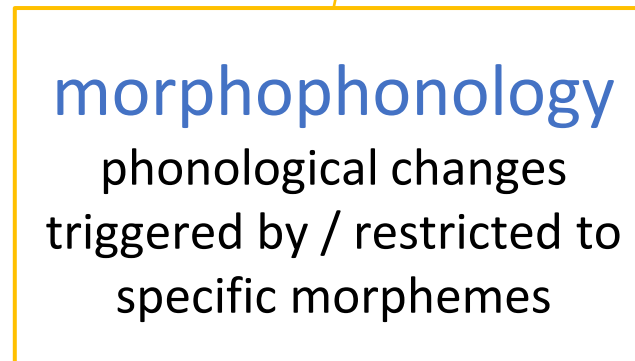 morphophonology
phonological changes
triggered by / restricted to
specific morphemes